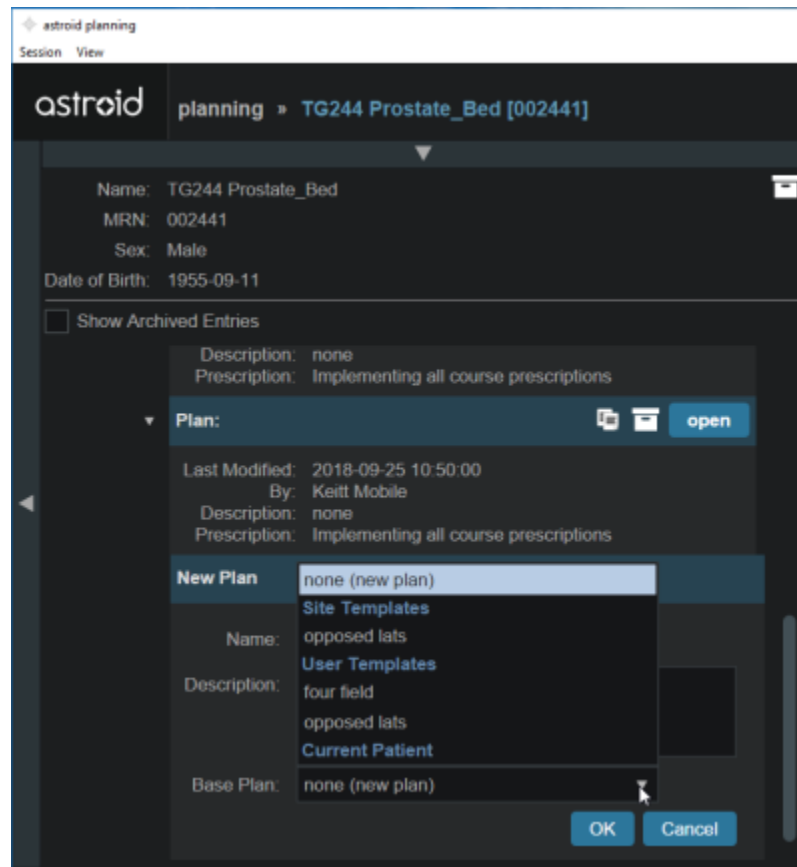 astroid planning
Session View
astroid planning » TG244 Prostate_Bed [002441]
Name: TG244 Prostate_Bed
MRN: 002441
Sex: Male
Date of Birth: 1955-09-11
Show Archived Entries
Description: none
Prescription: Implementing all course prescriptions
Plan: open
Last Modified: 2018-09-25 10:50:00
By: Keitt Mobile
Description: none
Prescription: Implementing all course prescriptions
New Plan none (new plan)
Site Templates
Name: opposed lats
User Templates
Description: four field
opposed lats
Current Patient
Base Plan: none (new plan)
OK Cancel